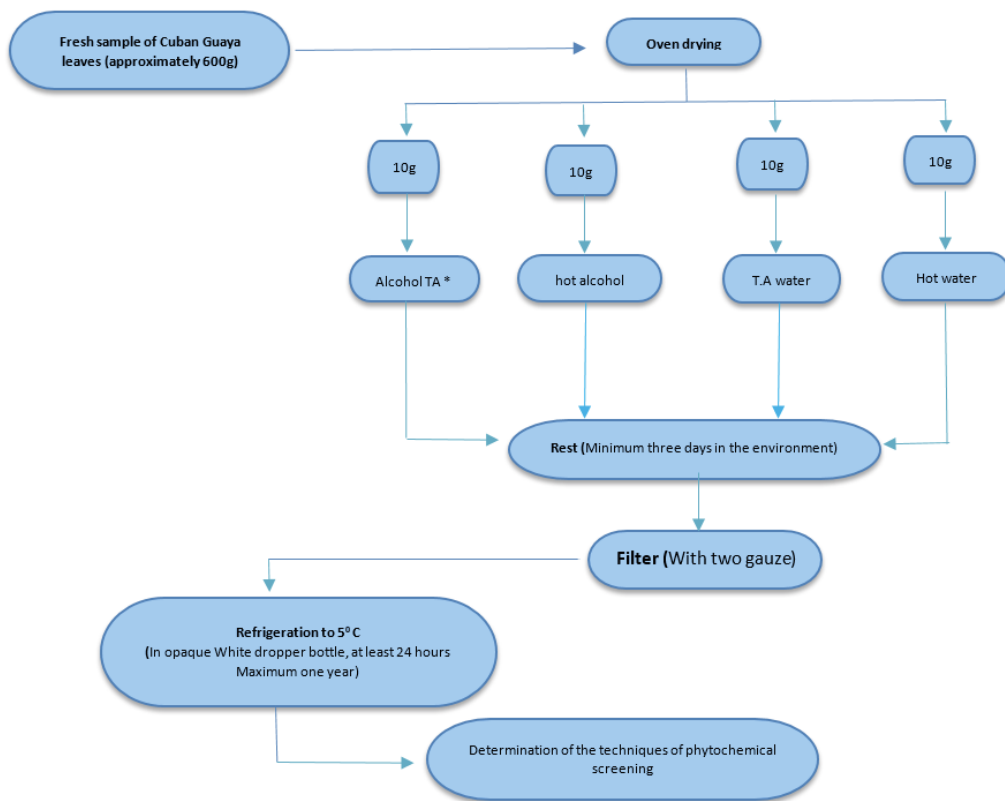 Fresh sample of Cuban Guaya
leaves (approximately 600g)
Oven drying
10g
10g
10g
10g
Alcohol TA *
hot alcohol
T.A water
Hot water
Rest (Minimum three days in the environment)
Filter (With two gauze)
Refrigeration to 5⁰ C
(In opaque White dropper bottle, at least 24 hours
Maximum one year)
Determination of the techniques of phytochemical
screening